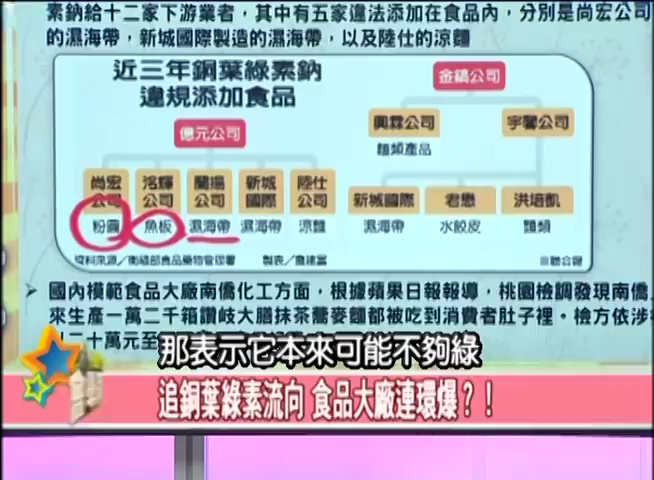 素鈉給十二家下游業者，其中有五家違法添加在食品內，分別是尚宏公司
的濕海帶，新城國際製造的濕海帶，以及陸仕的涼麵
近三年銅葉綠素鈉
違規添加食品
億元公司
尚宏公司
粉圓
洺輝公司
魚板
蘭揚公司
濕海帶
新城國際
濕海帶
陸仕公司
涼麵
金鎬公司
興霖公司
麵類產品
宇馨公司
新城國際
濕海帶
君懋
水餃皮
洪培凱
麵類
資料來源／衛福部食品藥物管理署
製表／詹建富
■聯合報
國內模範食品大廠南僑化工方面，根據蘋果日報報導，桃園檢調發現南僑
來生產一萬二千箱讚岐大膳抹茶蕎麥麵都被吃到消費者肚子裡。檢方依涉
二十萬元至
那表示它本來可能不夠綠
追銅葉綠素流向 食品大廠連環爆？！